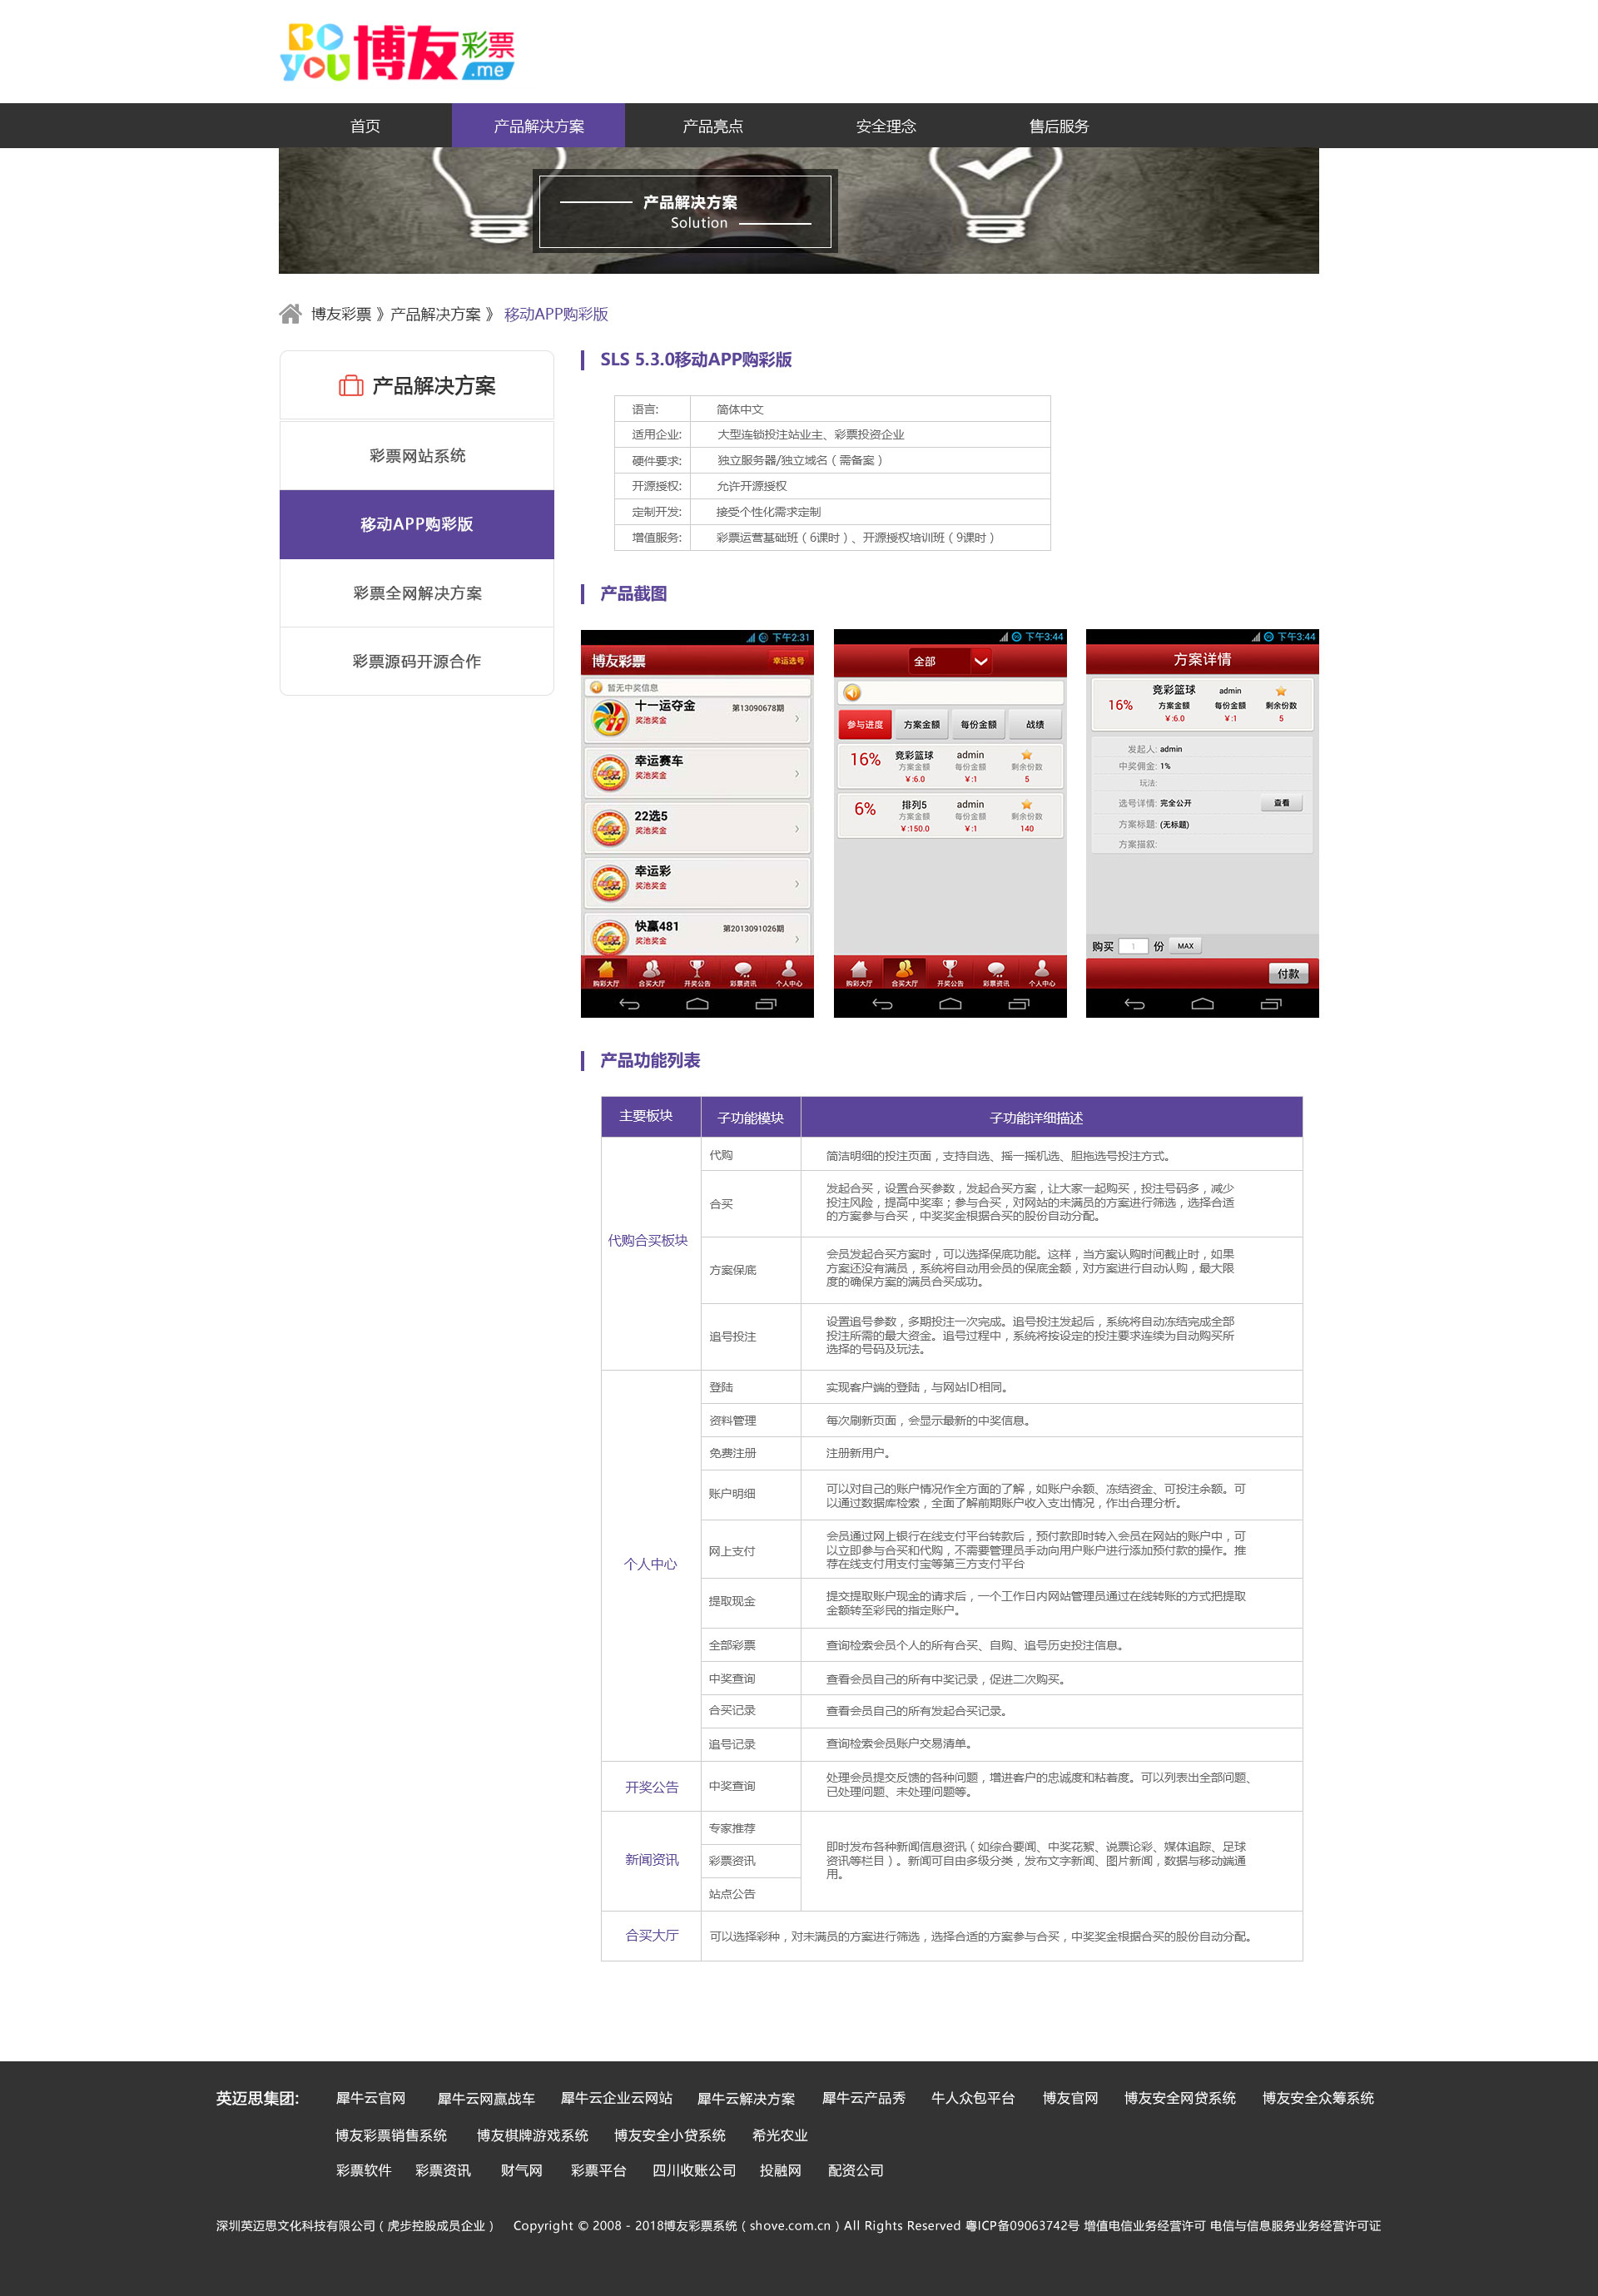 BO YOU 博友彩票.me
首页 产品解决方案 产品亮点 安全理念 售后服务
产品解决方案
Solution
博友彩票 》产品解决方案 》 移动APP购彩版
产品解决方案
彩票网站系统
移动APP购彩版
彩票全网解决方案
彩票源码开源合作
SLS 5.3.0移动APP购彩版
语言: 简体中文
适用企业: 大型连锁投注站业主、彩票投资企业
硬件要求: 独立服务器/独立域名（需备案）
开源授权: 允许开源授权
定制开发: 接受个性化需求定制
增值服务: 彩票运营基础班（6课时）、开源授权培训班（9课时）
产品截图
下午2:31
博友彩票 幸运选号
暂无中奖信息
十一运夺金 第13090678期
奖池奖金
幸运赛车
奖池奖金
22选5
奖池奖金
幸运彩
奖池奖金
快赢481 第2013091026期
奖池奖金
购彩大厅 合买大厅 开奖公告 彩票资讯 个人中心
下午3:44
全部
参与进度 方案金额 每份金额 战绩
16% 竞彩篮球 admin
方案金额 每份金额 剩余份数
￥:6.0 ￥:1 5
6% 排列5 admin
方案金额 每份金额 剩余份数
￥:150.0 ￥:1 140
购彩大厅 合买大厅 开奖公告 彩票资讯 个人中心
下午3:44
方案详情
16% 竞彩篮球 admin
方案金额 每份金额 剩余份数
￥:6.0 ￥:1 5
发起人: admin
中奖佣金: 1%
玩法:
选号详情: 完全公开 查看
方案标题: (无标题)
方案描叙:
购买 1 份 MAX
付款
产品功能列表
主要板块 子功能模块 子功能详细描述
代购合买板块
代购 简洁明细的投注页面，支持自选、摇一摇机选、胆拖选号投注方式。
合买 发起合买，设置合买参数，发起合买方案，让大家一起购买，投注号码多，减少
投注风险，提高中奖率；参与合买，对网站的未满员的方案进行筛选，选择合适
的方案参与合买，中奖奖金根据合买的股份自动分配。
方案保底 会员发起合买方案时，可以选择保底功能。这样，当方案认购时间截止时，如果
方案还没有满员，系统将自动用会员的保底金额，对方案进行自动认购，最大限
度的确保方案的满员合买成功。
追号投注 设置追号参数，多期投注一次完成。追号投注发起后，系统将自动冻结完成全部
投注所需的最大资金。追号过程中，系统将按设定的投注要求连续为自动购买所
选择的号码及玩法。
个人中心
登陆 实现客户端的登陆，与网站ID相同。
资料管理 每次刷新页面，会显示最新的中奖信息。
免费注册 注册新用户。
账户明细 可以对自己的账户情况作全方面的了解，如账户余额、冻结资金、可投注余额。可
以通过数据库检索，全面了解前期账户收入支出情况，作出合理分析。
网上支付 会员通过网上银行在线支付平台转款后，预付款即时转入会员在网站的账户中，可
以立即参与合买和代购，不需要管理员手动向用户账户进行添加预付款的操作。推
荐在线支付用支付宝等第三方支付平台
提取现金 提交提取账户现金的请求后，一个工作日内网站管理员通过在线转账的方式把提取
金额转至彩民的指定账户。
全部彩票 查询检索会员个人的所有合买、自购、追号历史投注信息。
中奖查询 查看会员自己的所有中奖记录，促进二次购买。
合买记录 查看会员自己的所有发起合买记录。
追号记录 查询检索会员账户交易清单。
开奖公告 中奖查询 处理会员提交反馈的各种问题，增进客户的忠诚度和粘着度。可以列表出全部问题、
已处理问题、未处理问题等。
新闻资讯
专家推荐
彩票资讯
站点公告
即时发布各种新闻信息资讯（如综合要闻、中奖花絮、说票论彩、媒体追踪、足球
资讯等栏目）。新闻可自由多级分类，发布文字新闻、图片新闻，数据与移动端通
用。
合买大厅 可以选择彩种，对未满员的方案进行筛选，选择合适的方案参与合买，中奖奖金根据合买的股份自动分配。
英迈思集团: 犀牛云官网 犀牛云网赢战车 犀牛云企业云网站 犀牛云解决方案 犀牛云产品秀 牛人众包平台 博友官网 博友安全网贷系统 博友安全众筹系统
博友彩票销售系统 博友棋牌游戏系统 博友安全小贷系统 希光农业
彩票软件 彩票资讯 财气网 彩票平台 四川收账公司 投融网 配资公司
深圳英迈思文化科技有限公司（虎步控股成员企业） Copyright © 2008 - 2018博友彩票系统（shove.com.cn）All Rights Reserved 粤ICP备09063742号 增值电信业务经营许可 电信与信息服务业务经营许可证